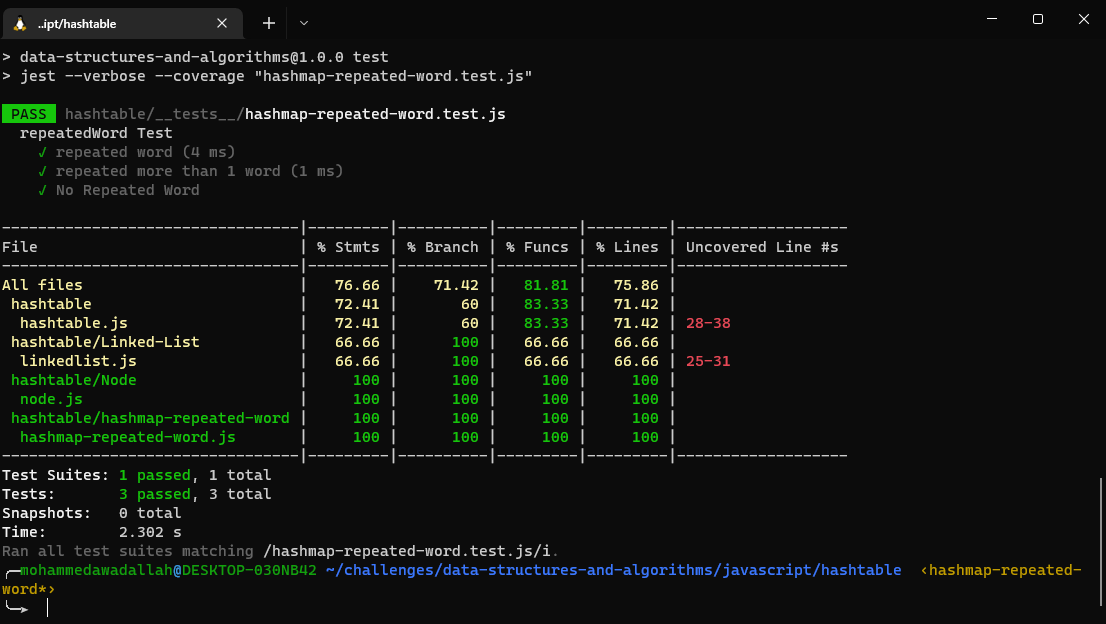 ..ipt/hashtable
> data-structures-and-algorithms@1.0.0 test
> jest --verbose --coverage "hashmap-repeated-word.test.js"
PASS hashtable/__tests__/hashmap-repeated-word.test.js
repeatedWord Test
√ repeated word (4 ms)
√ repeated more than 1 word (1 ms)
√ No Repeated Word
---------------------------------|---------|----------|---------|---------|-------------------
File | % Stmts | % Branch | % Funcs | % Lines | Uncovered Line #s
---------------------------------|---------|----------|---------|---------|-------------------
All files | 76.66 | 71.42 | 81.81 | 75.86 |
hashtable | 72.41 | 60 | 83.33 | 71.42 |
hashtable.js | 72.41 | 60 | 83.33 | 71.42 | 28-38
hashtable/Linked-List | 66.66 | 100 | 66.66 | 66.66 |
linkedlist.js | 66.66 | 100 | 66.66 | 66.66 | 25-31
hashtable/Node | 100 | 100 | 100 | 100 |
node.js | 100 | 100 | 100 | 100 |
hashtable/hashmap-repeated-word | 100 | 100 | 100 | 100 |
hashmap-repeated-word.js | 100 | 100 | 100 | 100 |
---------------------------------|---------|----------|---------|---------|-------------------
Test Suites: 1 passed, 1 total
Tests: 3 passed, 3 total
Snapshots: 0 total
Time: 2.302 s
Ran all test suites matching /hashmap-repeated-word.test.js/i.
╭─mohammedawadallah@DESKTOP-030NB42 ~/challenges/data-structures-and-algorithms/javascript/hashtable ‹hashmap-repeated-
word*›
╰─➤